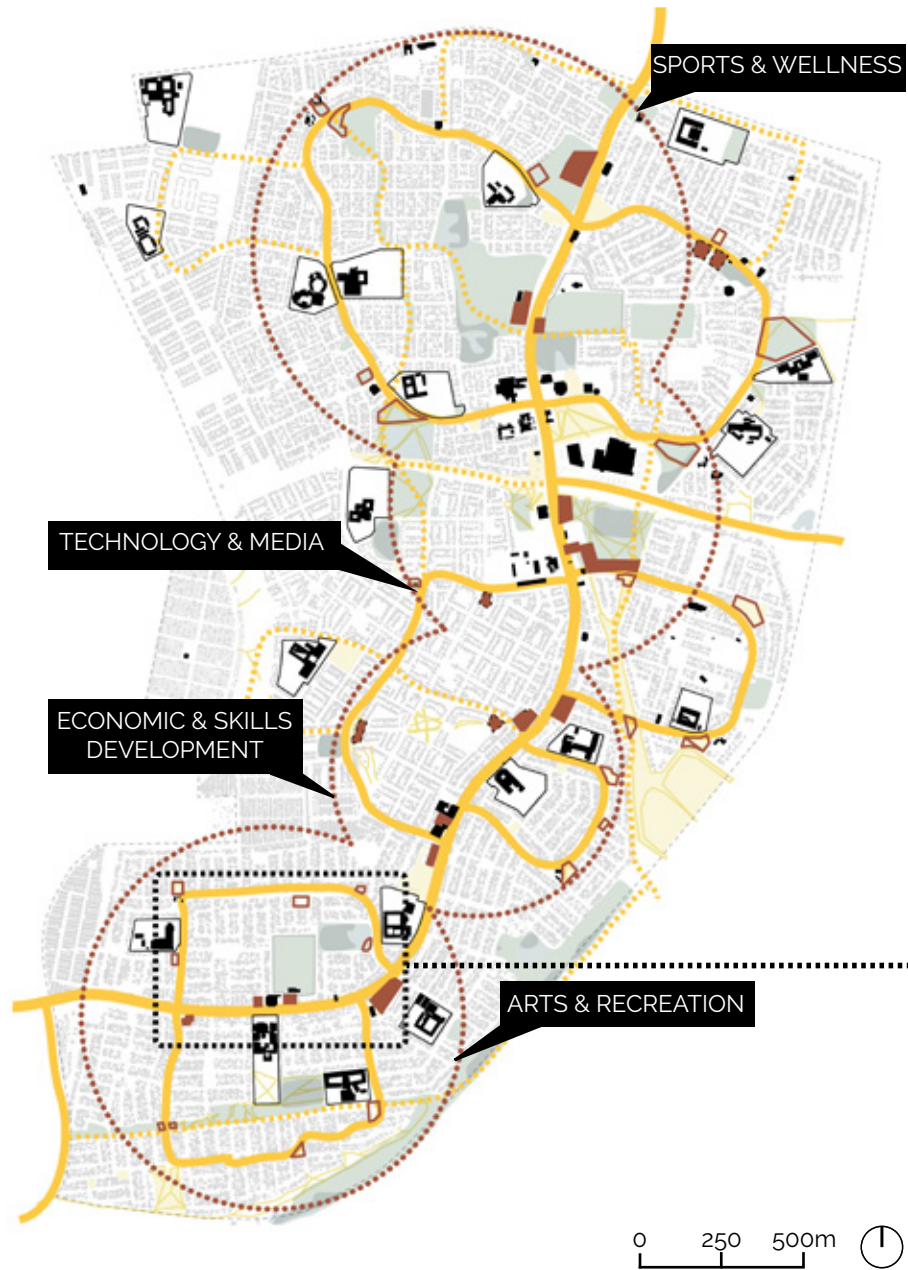 SPORTS & WELLNESS
TECHNOLOGY & MEDIA
ECONOMIC & SKILLS
DEVELOPMENT
ARTS & RECREATION
0 250 500m